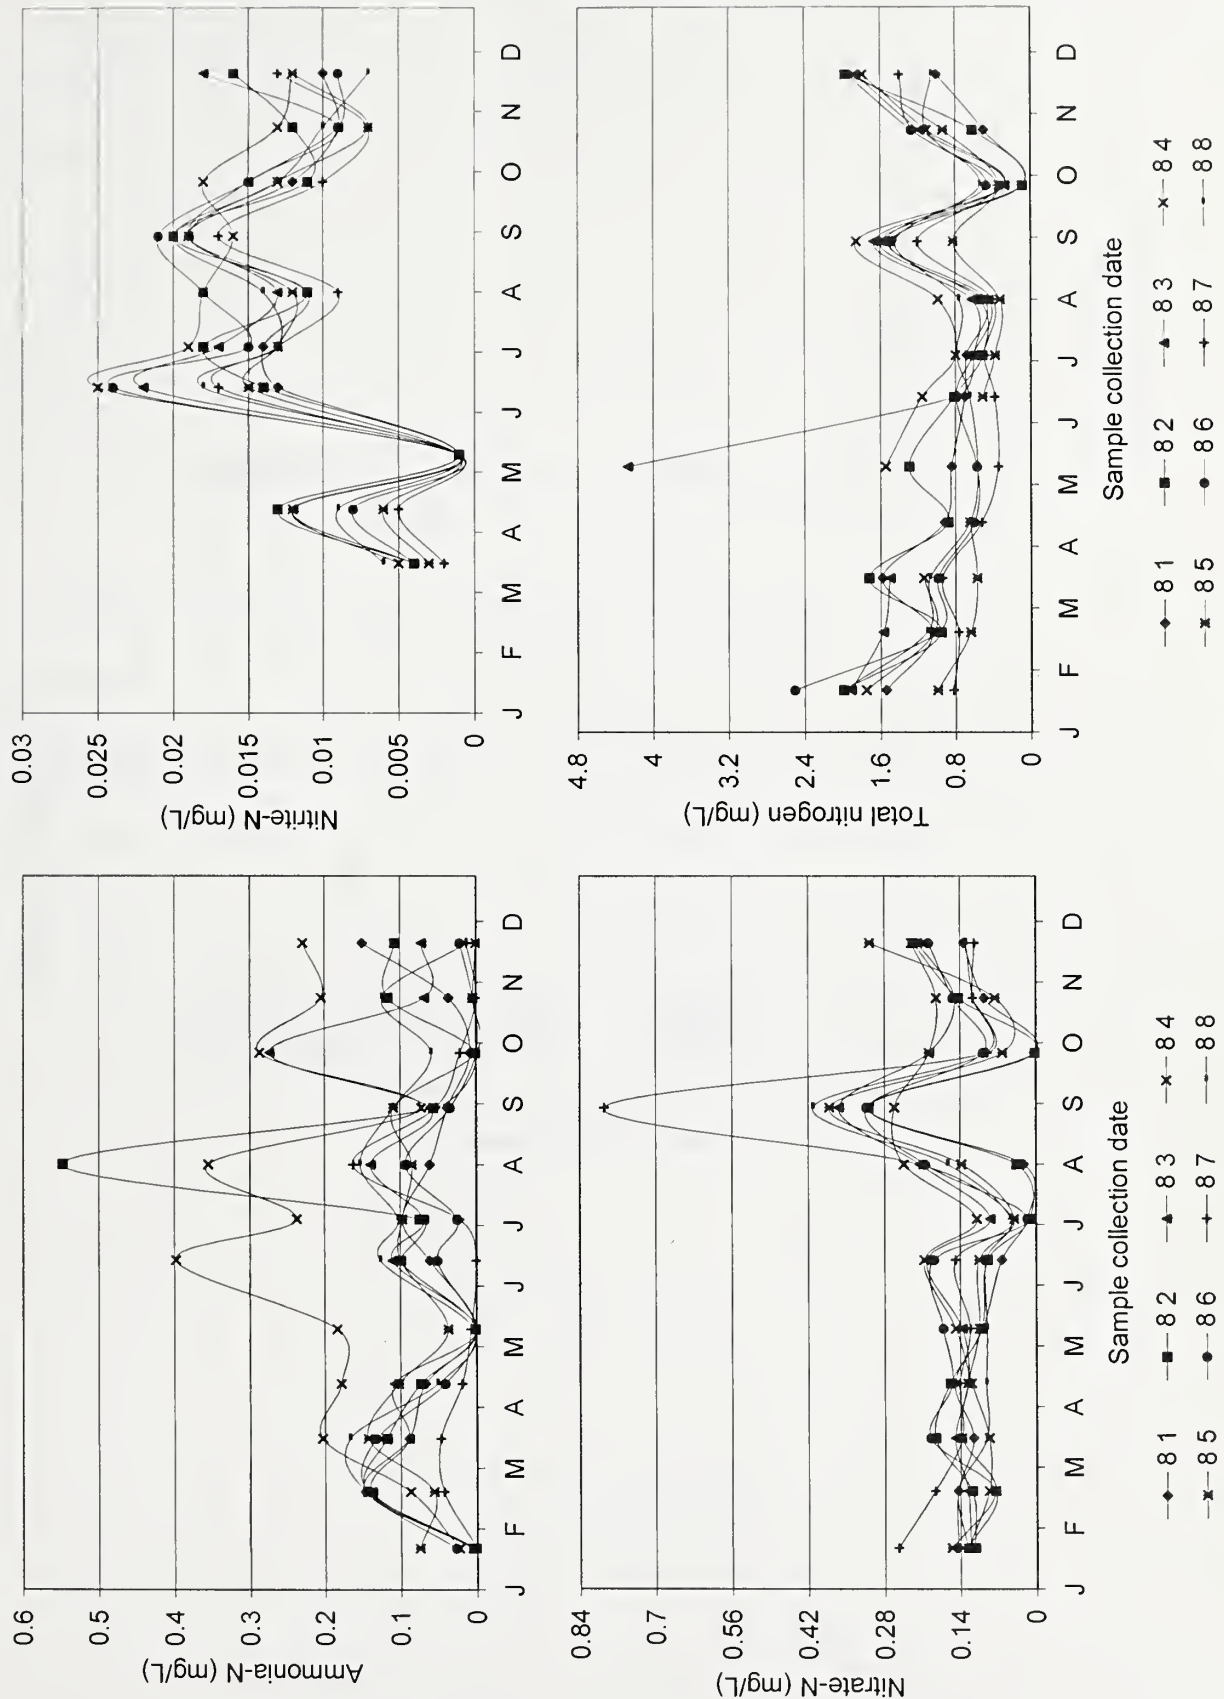 0.6
0.5
0.4
0.3
0.2
0.1
0
Ammonia-N (mg/L)
J F M A M J J A S O N D
0.03
0.025
0.02
0.015
0.01
0.005
0
Nitrite-N (mg/L)
J F M A M J J A S O N D
0.84
0.7
0.56
0.42
0.28
0.14
0
Nitrate-N (mg/L)
J F M A M J J A S O N D
Sample collection date
81 82 83 84
85 86 87 88
4.8
4
3.2
2.4
1.6
0.8
0
Total nitrogen (mg/L)
J F M A M J J A S O N D
Sample collection date
81 82 83 84
85 86 87 88